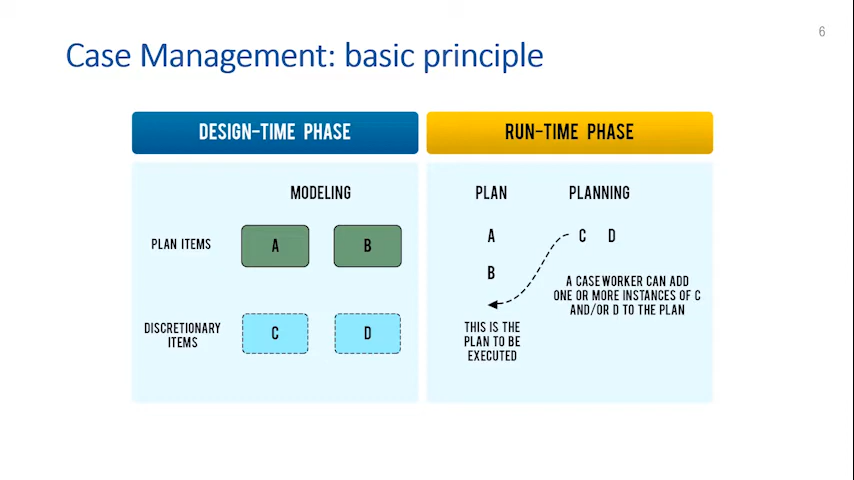 6
Case Management: basic principle
DESIGN-TIME PHASE
MODELING
PLAN ITEMS
A
B
DISCRETIONARY
ITEMS
C
D
RUN-TIME PHASE
PLAN
PLANNING
A
C D
B
A CASEWORKER CAN ADD
ONE OR MORE INSTANCES OF C
AND/OR D TO THE PLAN
THIS IS THE
PLAN TO BE
EXECUTED